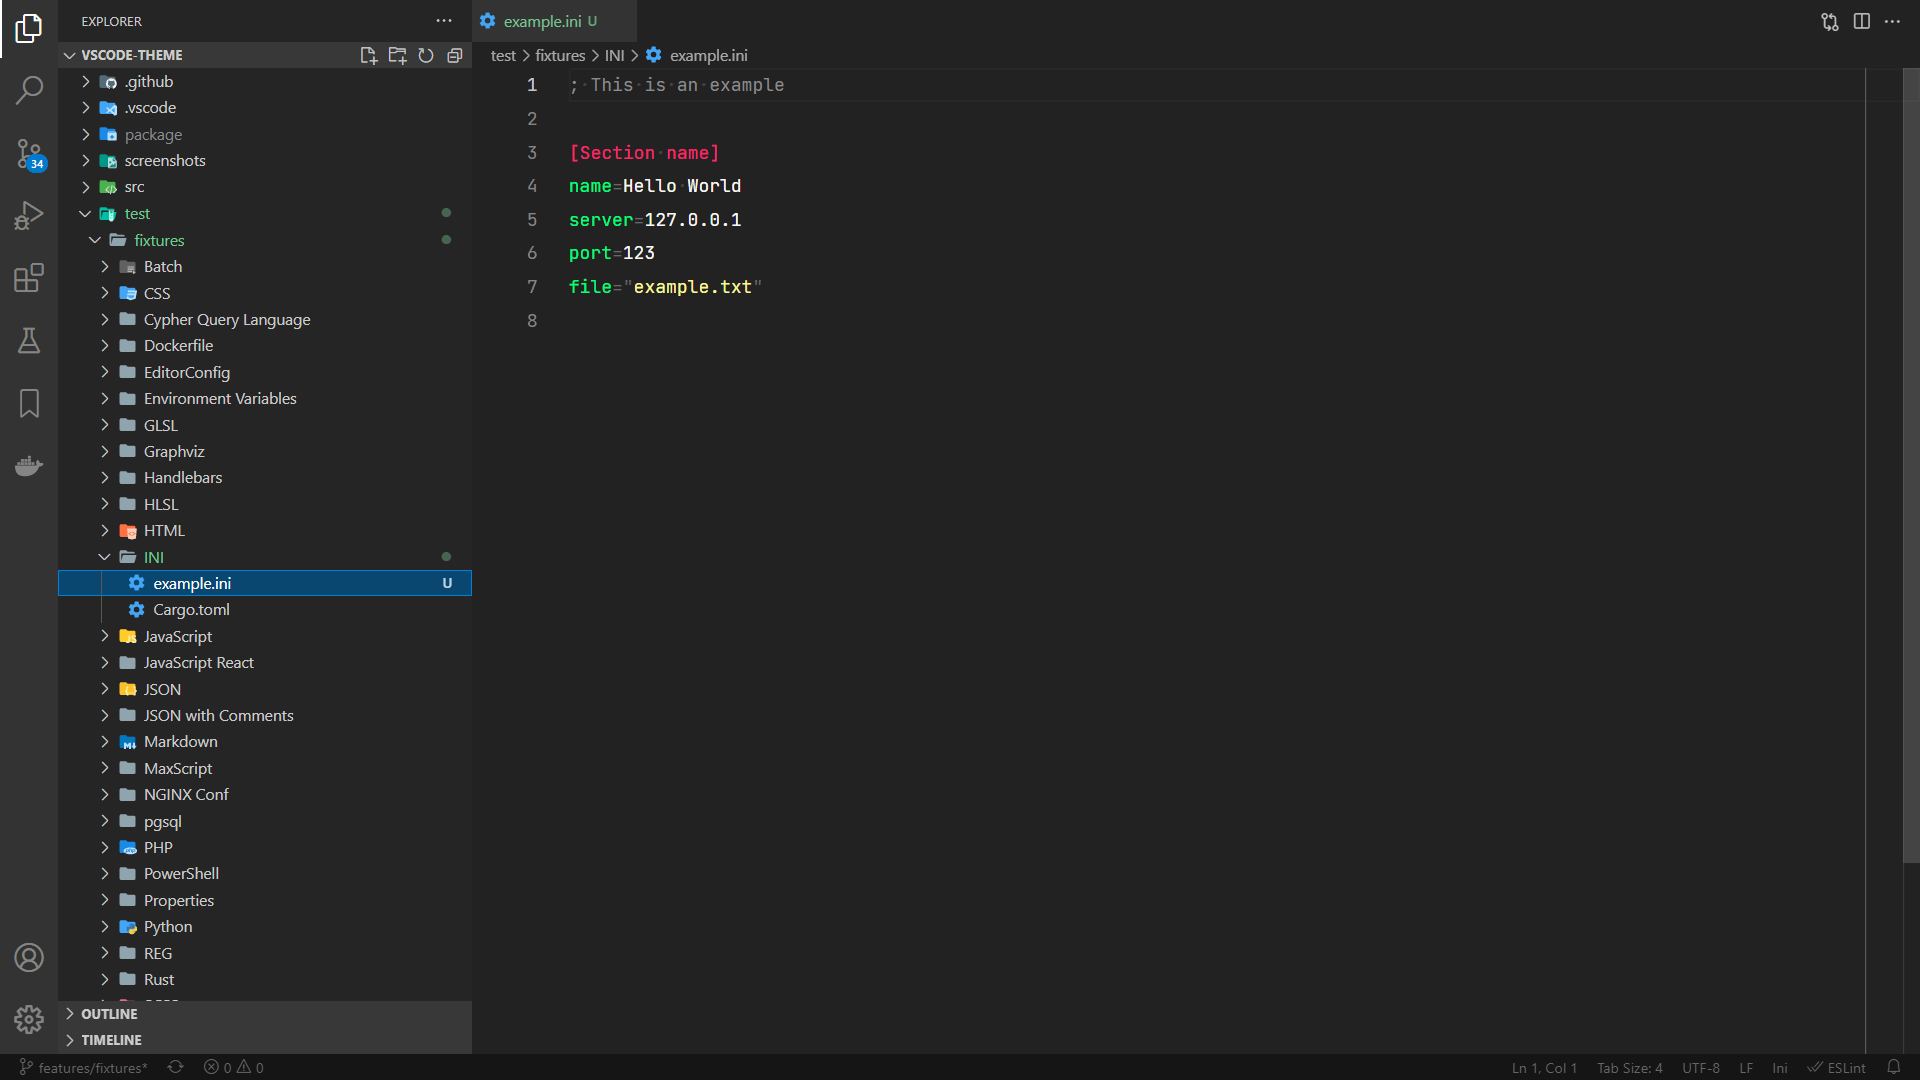 EXPLORER
VSCODE-THEME
.github
.vscode
package
screenshots
src
test
fixtures
Batch
CSS
Cypher Query Language
Dockerfile
EditorConfig
Environment Variables
GLSL
Graphviz
Handlebars
HLSL
HTML
INI
example.ini U
Cargo.toml
JavaScript
JavaScript React
JSON
JSON with Comments
Markdown
MaxScript
NGINX Conf
pgsql
PHP
PowerShell
Properties
Python
REG
Rust
OUTLINE
TIMELINE
34
example.ini U
test > fixtures > INI > example.ini
1 ; This is an example
2
3 [Section name]
4 name=Hello World
5 server=127.0.0.1
6 port=123
7 file="example.txt"
8
features/fixtures* 0 0 Ln 1, Col 1 Tab Size: 4 UTF-8 LF Ini ESLint